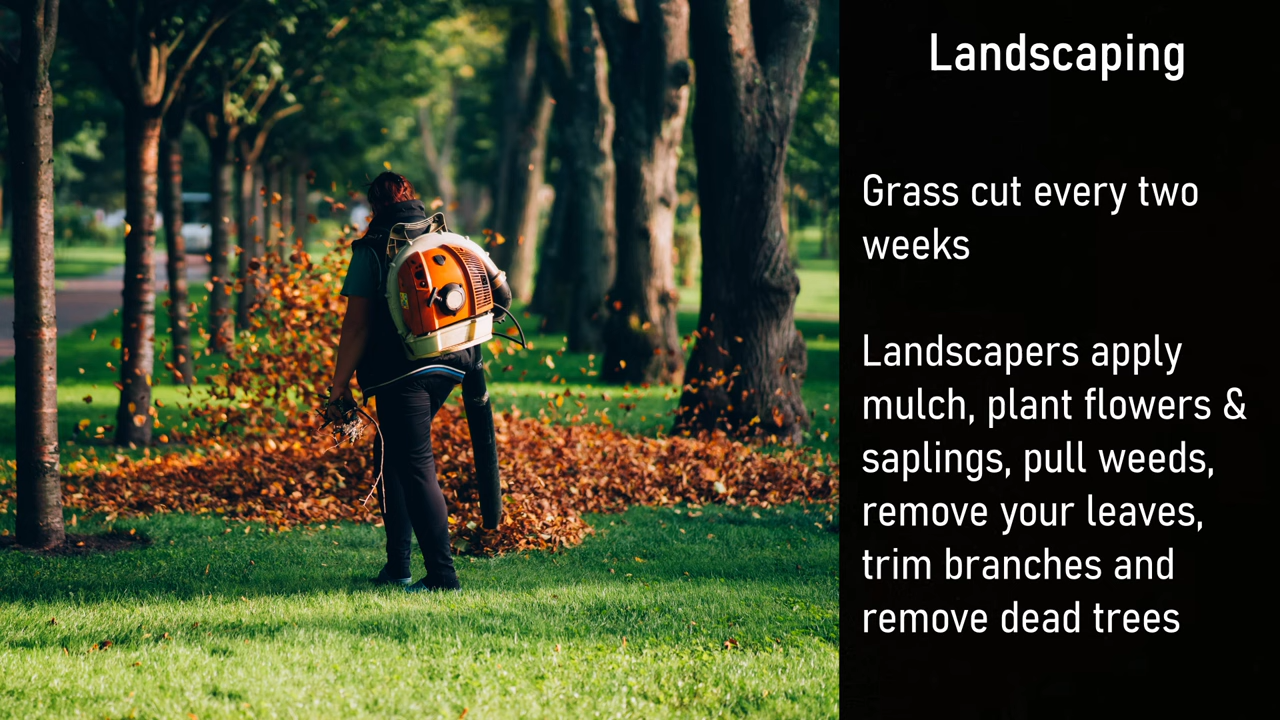 Landscaping
Grass cut every two
weeks
Landscapers apply
mulch, plant flowers &
saplings, pull weeds,
remove your leaves,
trim branches and
remove dead trees